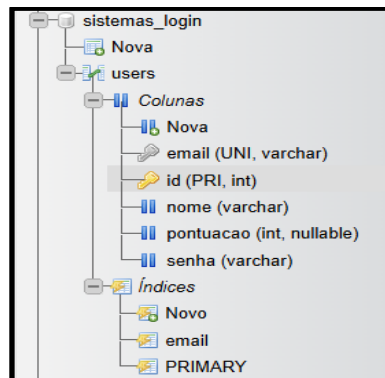 sistemas_login
Nova
users
Colunas
Nova
email (UNI, varchar)
id (PRI, int)
nome (varchar)
pontuacao (int, nullable)
senha (varchar)
Índices
Novo
email
PRIMARY